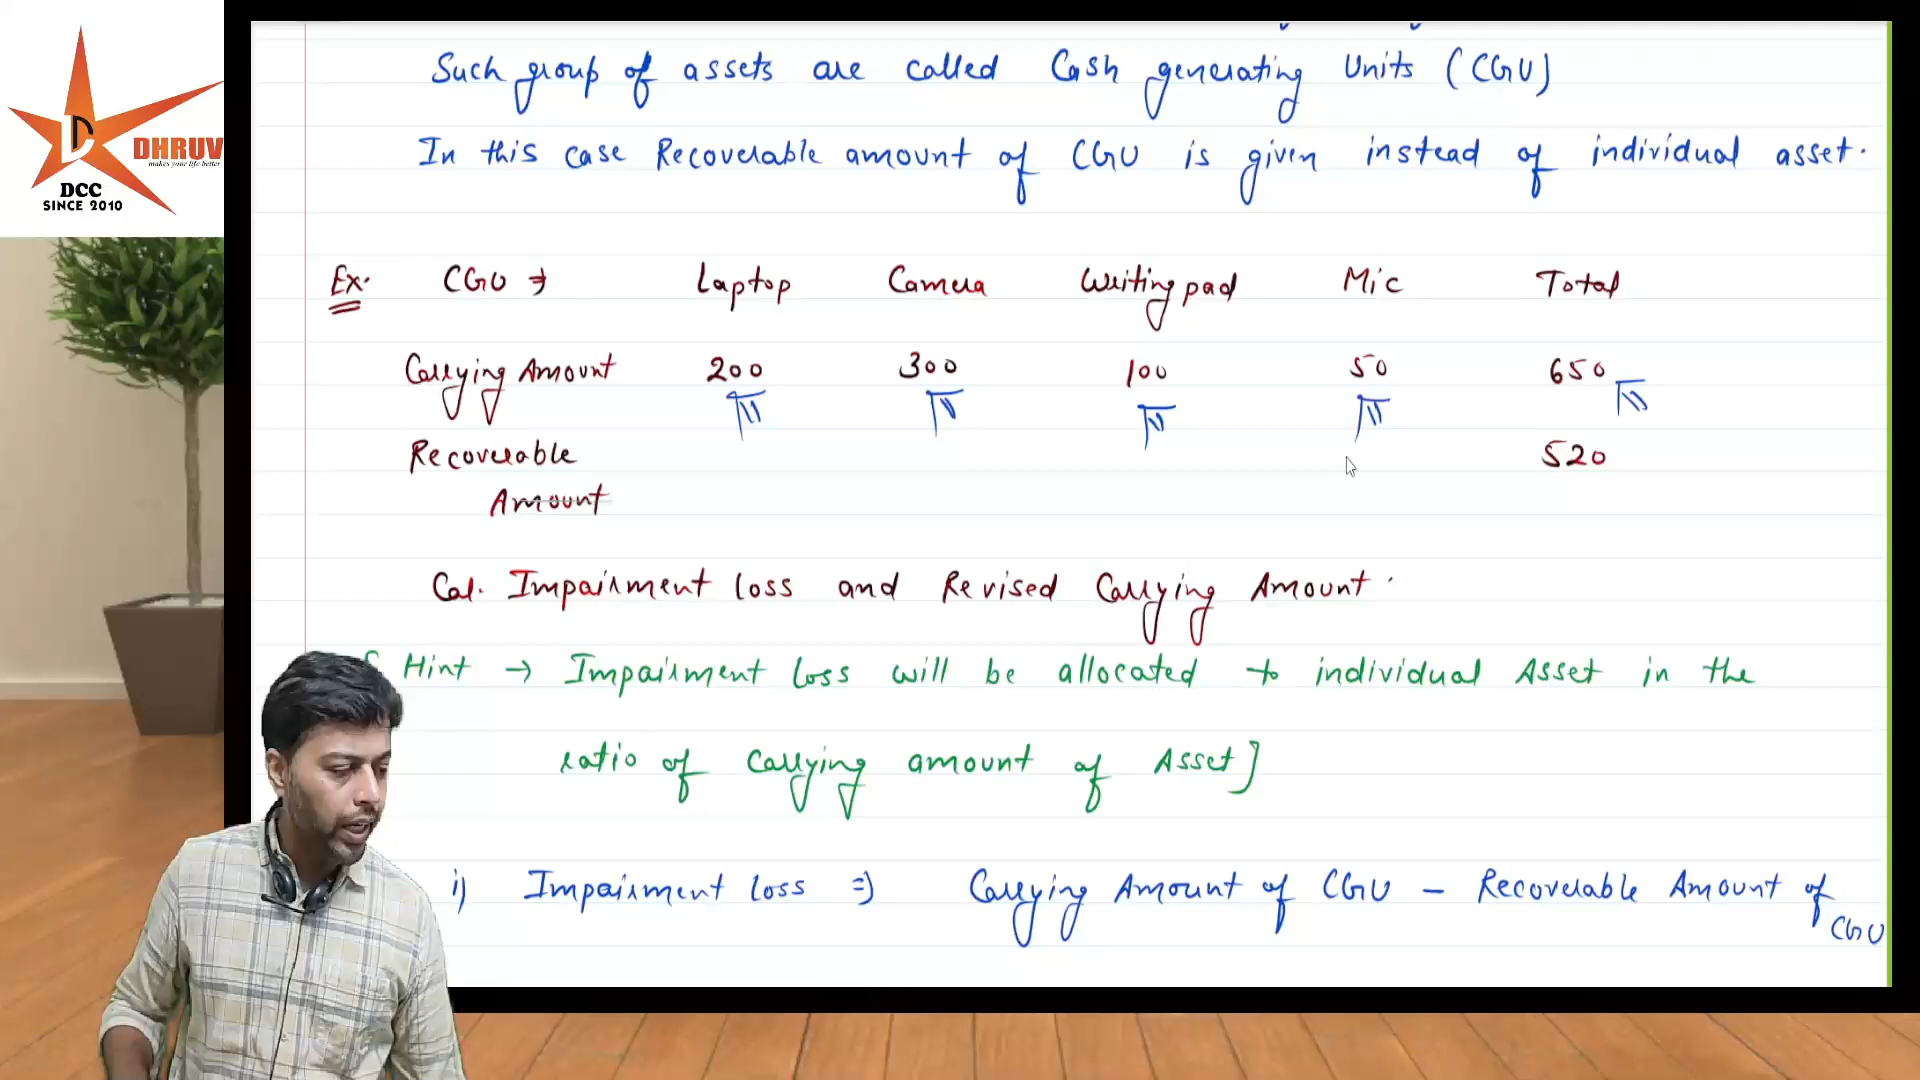 DHRUV
makes your life better
DCC
SINCE 2010
Such group of assets are called Cash generating Units (CGU)
In this case Recoverable amount of CGU is given instead of individual asset.
Ex. CGU ⇒ Laptop Camera Writing pad Mic Total
Carrying Amount 200 300 100 50 650
Recoverable 520
Amount
Cal. Impairment loss and Revised Carrying Amount.
[ Hint → Impairment loss will be allocated to individual Asset in the
ratio of Carrying amount of Asset]
i) Impairment loss ⇒ Carrying Amount of CGU - Recoverable Amount of
CGU